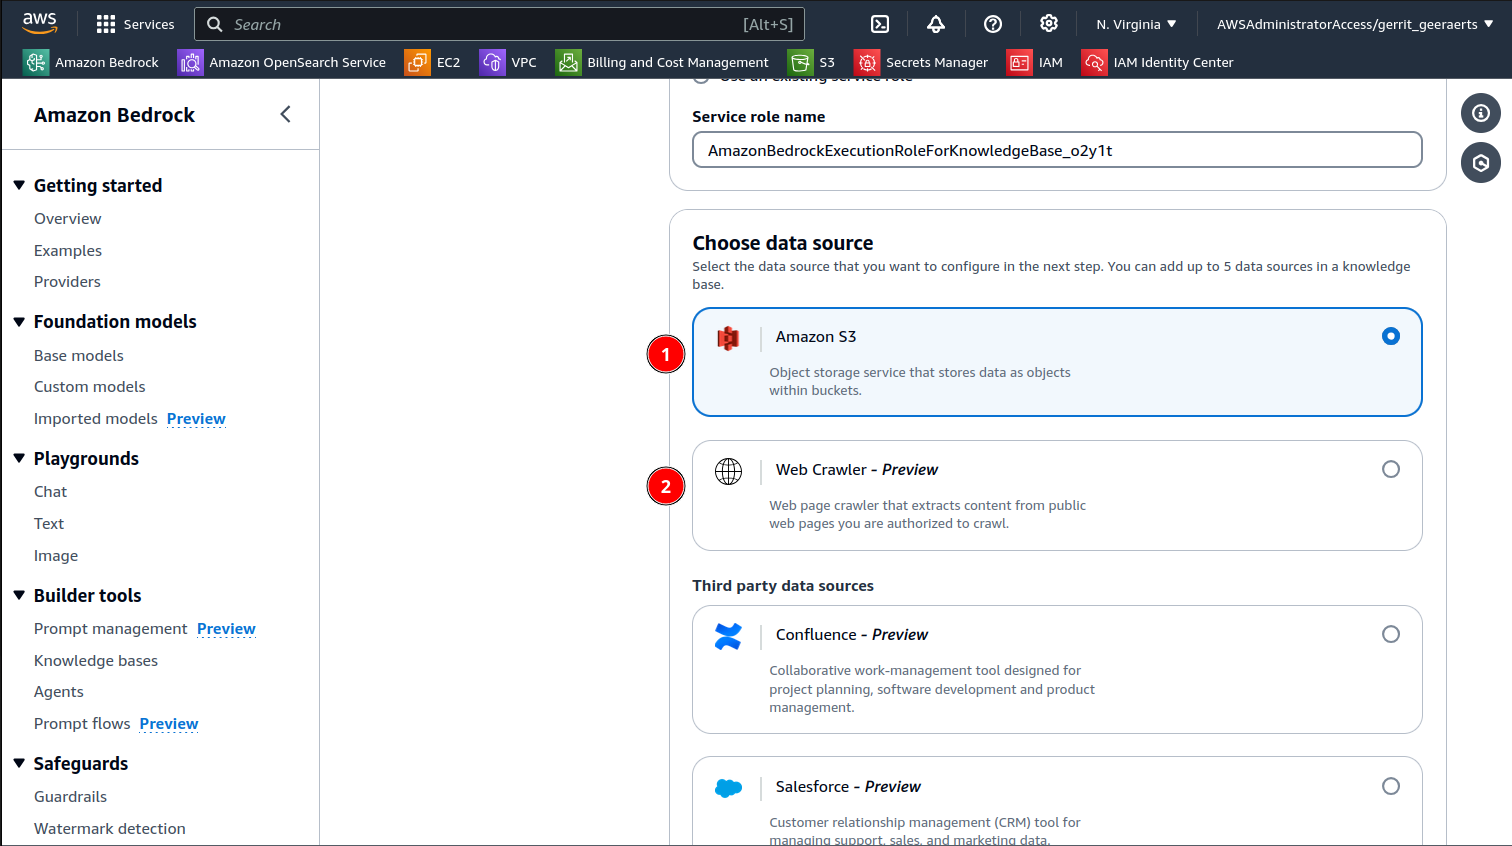 aws
Services
Search
[Alt+S]
N. Virginia
AWSAdministratorAccess/gerrit_geeraerts
Amazon Bedrock
Amazon OpenSearch Service
EC2
VPC
Billing and Cost Management
S3
Secrets Manager
IAM
IAM Identity Center
Amazon Bedrock
Getting started
Overview
Examples
Providers
Foundation models
Base models
Custom models
Imported models Preview
Playgrounds
Chat
Text
Image
Builder tools
Prompt management Preview
Knowledge bases
Agents
Prompt flows Preview
Safeguards
Guardrails
Watermark detection
Use an existing service role
Service role name
AmazonBedrockExecutionRoleForKnowledgeBase_o2y1t
Choose data source
Select the data source that you want to configure in the next step. You can add up to 5 data sources in a knowledge
base.
1
Amazon S3
Object storage service that stores data as objects
within buckets.
2
Web Crawler - Preview
Web page crawler that extracts content from public
web pages you are authorized to crawl.
Third party data sources
Confluence - Preview
Collaborative work-management tool designed for
project planning, software development and product
management.
Salesforce - Preview
Customer relationship management (CRM) tool for
managing support, sales, and marketing data.